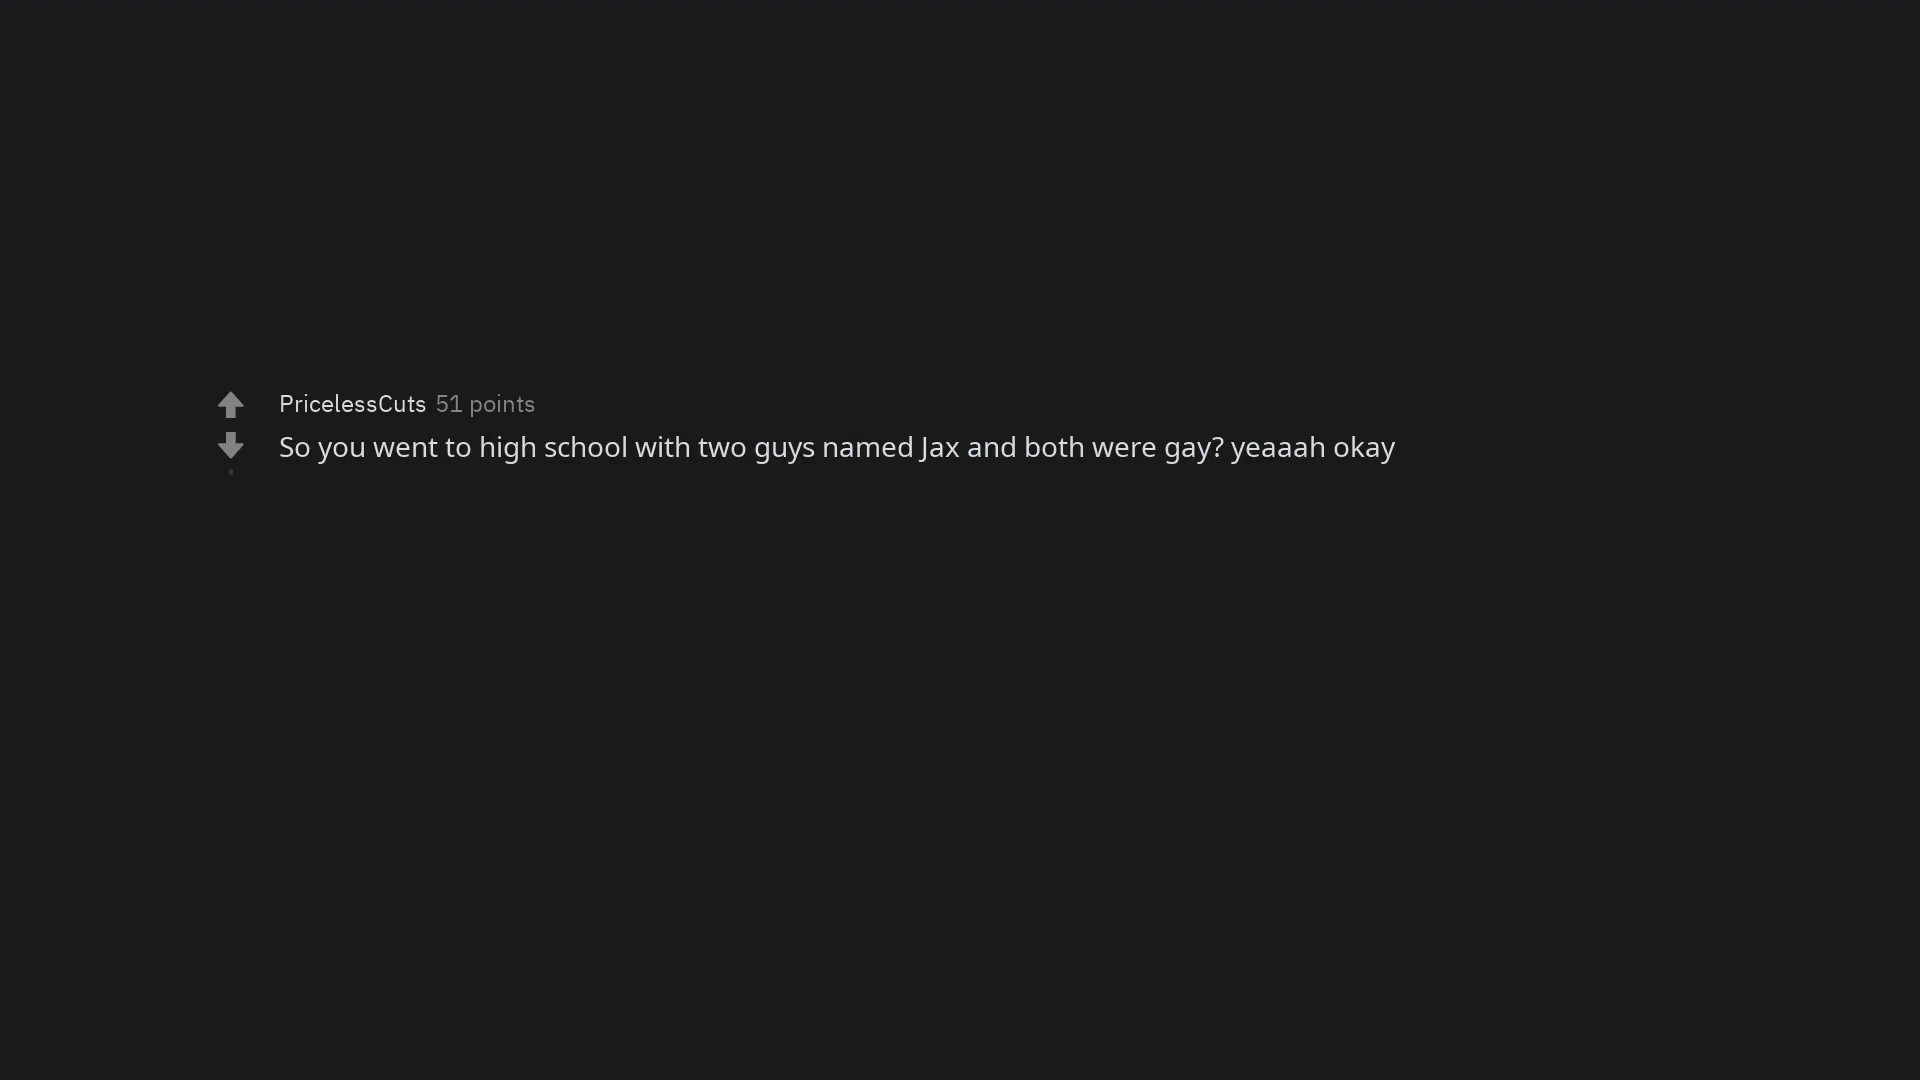 PricelessCuts 51 points
So you went to high school with two guys named Jax and both were gay? yeaaah okay